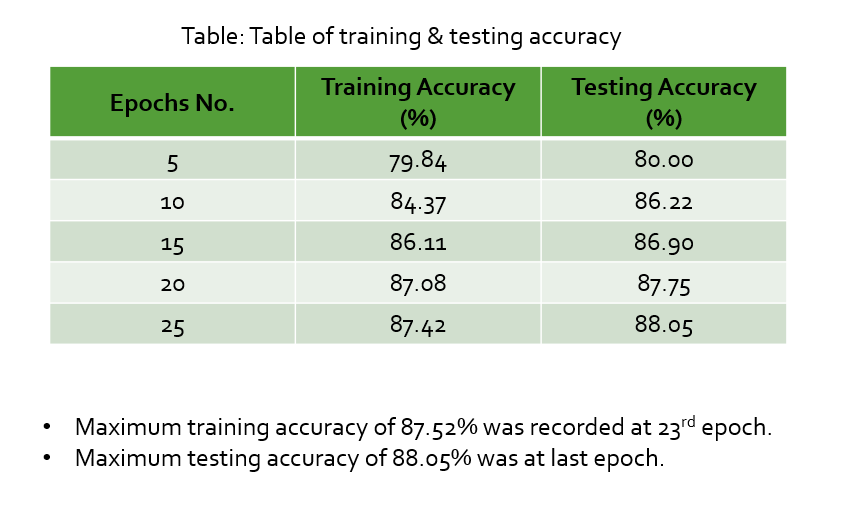 Table: Table of training & testing accuracy
Epochs No. Training Accuracy (%) Testing Accuracy (%)
5 79.84 80.00
10 84.37 86.22
15 86.11 86.90
20 87.08 87.75
25 87.42 88.05
• Maximum training accuracy of 87.52% was recorded at 23rd epoch.
• Maximum testing accuracy of 88.05% was at last epoch.